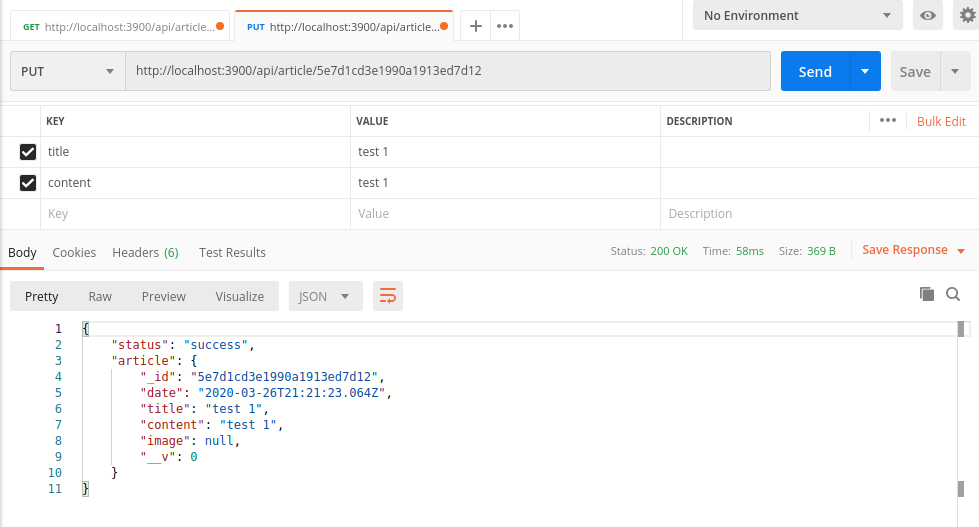 GET http://localhost:3900/api/article... PUT http://localhost:3900/api/article... No Environment
PUT http://localhost:3900/api/article/5e7d1cd3e1990a1913ed7d12 Send Save
KEY VALUE DESCRIPTION Bulk Edit
title test 1
content test 1
Key Value Description
Body Cookies Headers (6) Test Results Status: 200 OK Time: 58ms Size: 369 B Save Response
Pretty Raw Preview Visualize JSON
1 {
2 "status": "success",
3 "article": {
4 "_id": "5e7d1cd3e1990a1913ed7d12",
5 "date": "2020-03-26T21:21:23.064Z",
6 "title": "test 1",
7 "content": "test 1",
8 "image": null,
9 "__v": 0
10 }
11 }